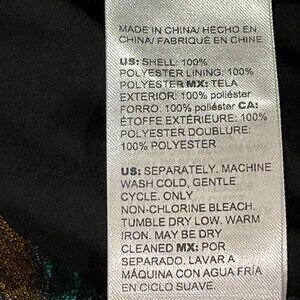 MADE IN CHINA/ HECHO EN
CHINA/ FABRIQUÉ EN CHINE
US: SHELL: 100%
POLYESTER LINING: 100%
POLYESTER MX: TELA
EXTERIOR: 100% poliéster
FORRO: 100% poliéster CA:
ÉTOFFE EXTÉRIEURE: 100%
POLYESTER DOUBLURE:
100% POLYESTER
US: SEPARATELY. MACHINE
WASH COLD, GENTLE
CYCLE. ONLY
NON-CHLORINE BLEACH.
TUMBLE DRY LOW. WARM
IRON. MAY BE DRY
CLEANED MX: POR
SEPARADO. LAVAR A
MÁQUINA CON AGUA FRÍA
EN CICLO SUAVE.